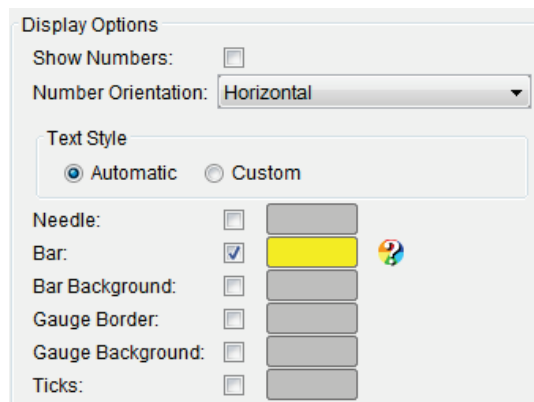 Display Options
Show Numbers:
Number Orientation: Horizontal
Text Style
Automatic Custom
Needle:
Bar:
Bar Background:
Gauge Border:
Gauge Background:
Ticks: